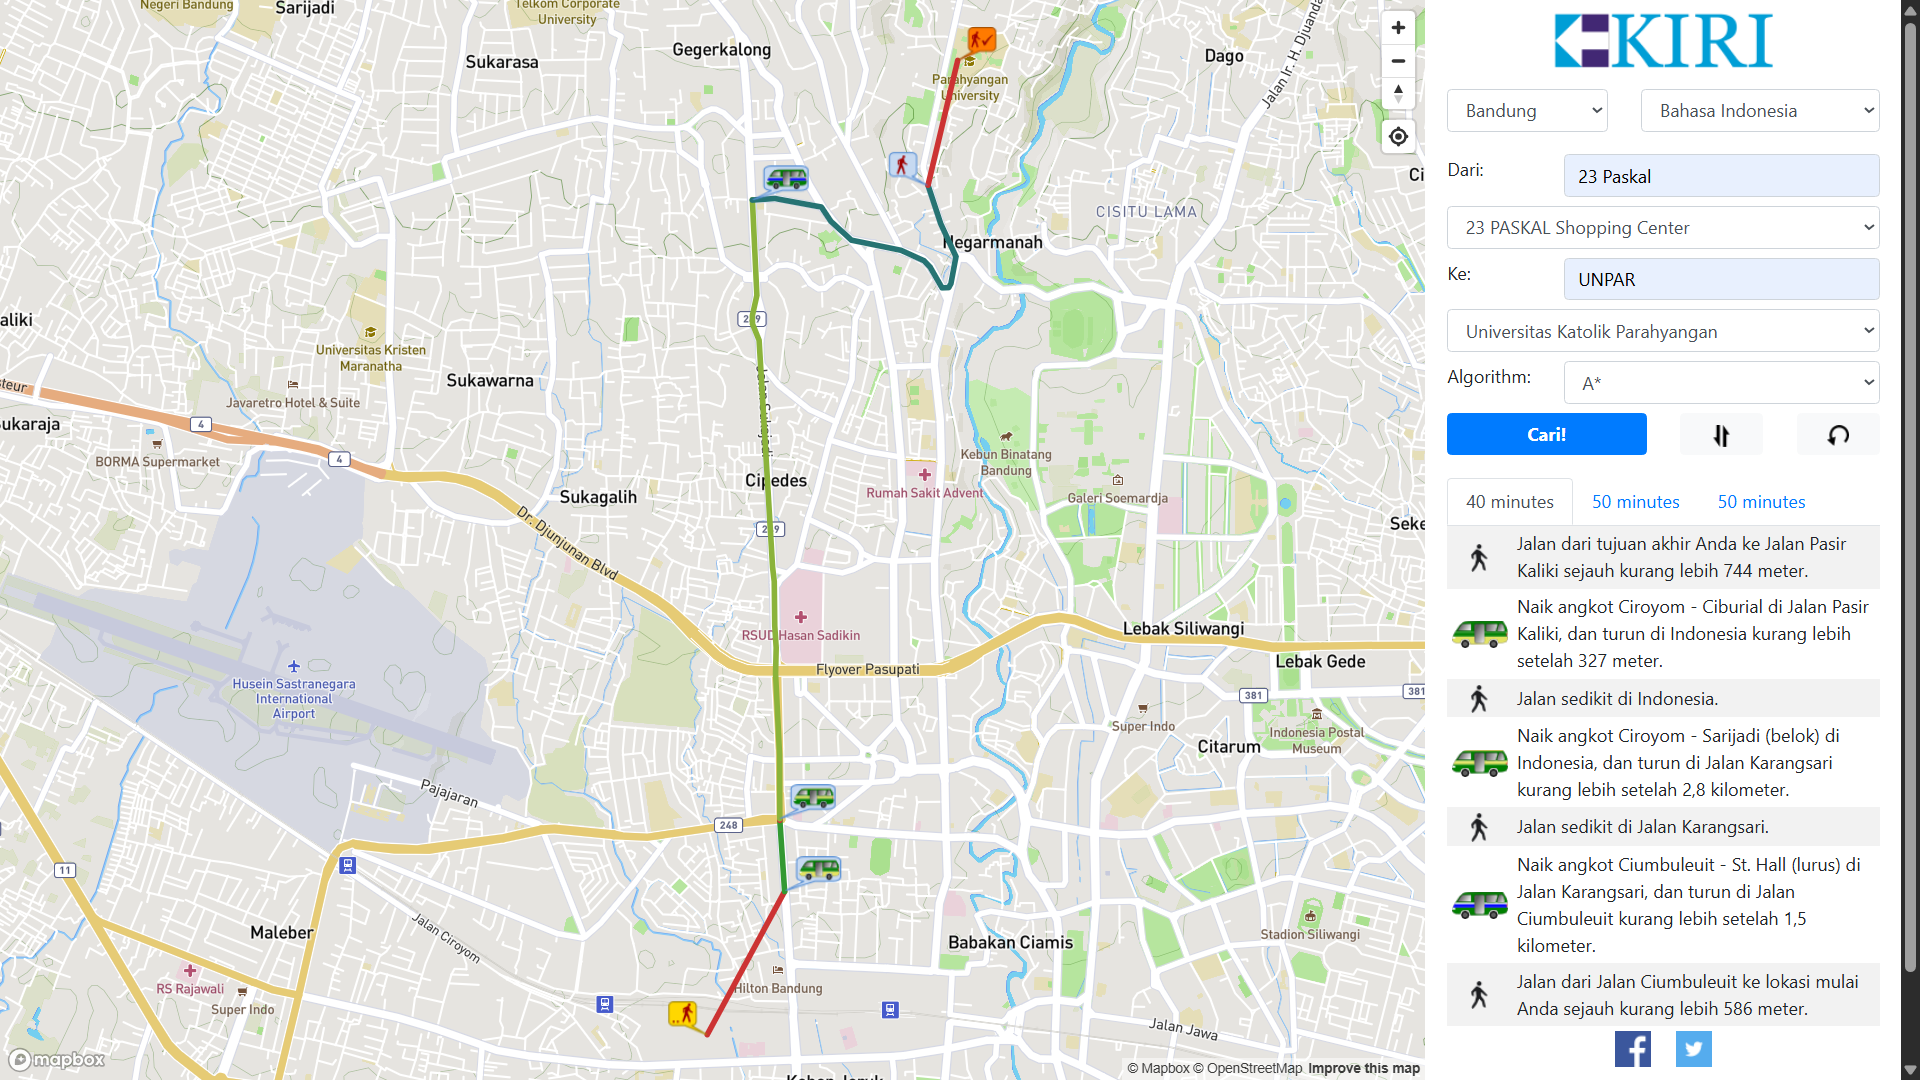 Negeri Bandung
Sarijadi
Telkom Corporate
University
Gegerkalong
Sukarasa
Dago
Jalan Ir. H. Djuanda
Parahyangan
University
CISITU LAMA
Negarmanah
Universitas Kristen
Maranatha
Sukawarna
Javaretro Hotel & Suite
4
4
BORMA Supermarket
Cipedes
Sukagalih
Dr. Djunjunan Blvd
Kebun Binatang
Bandung
Rumah Sakit Advent
Galeri Soemardja
RSUD Hasan Sadikin
Flyover Pasupati
Lebak Siliwangi
Lebak Gede
381
381
Husein Sastranegara
International
Airport
Super Indo
Indonesia Postal
Museum
Citarum
Pajajaran
248
11
Jalan Ciroyom
Maleber
Babakan Ciamis
Stadion Siliwangi
RS Rajawali
Super Indo
Hilton Bandung
Jalan Jawa
mapbox
© Mapbox © OpenStreetMap Improve this map
KIRI
Bandung
Bahasa Indonesia
Dari:
23 Paskal
23 PASKAL Shopping Center
Ke:
UNPAR
Universitas Katolik Parahyangan
Algorithm:
A*
Cari!
40 minutes
50 minutes
50 minutes
Jalan dari tujuan akhir Anda ke Jalan Pasir
Kaliki sejauh kurang lebih 744 meter.
Naik angkot Ciroyom - Ciburial di Jalan Pasir
Kaliki, dan turun di Indonesia kurang lebih
setelah 327 meter.
Jalan sedikit di Indonesia.
Naik angkot Ciroyom - Sarijadi (belok) di
Indonesia, dan turun di Jalan Karangsari
kurang lebih setelah 2,8 kilometer.
Jalan sedikit di Jalan Karangsari.
Naik angkot Ciumbuleuit - St. Hall (lurus) di
Jalan Karangsari, dan turun di Jalan
Ciumbuleuit kurang lebih setelah 1,5
kilometer.
Jalan dari Jalan Ciumbuleuit ke lokasi mulai
Anda sejauh kurang lebih 586 meter.